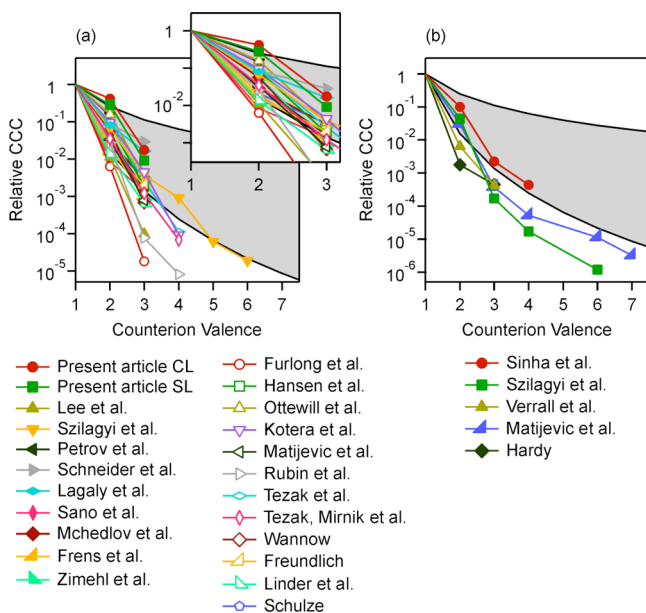 (a)
1
10-1
10-2
10-3
10-4
10-5
Relative CCC
1 2 3 4 5 6 7
Counterion Valence
1
10-2
1 2 3
(b)
1
10-1
10-2
10-3
10-4
10-5
10-6
Relative CCC
1 2 3 4 5 6 7
Counterion Valence
Present article CL
Present article SL
Lee et al.
Szilagyi et al.
Petrov et al.
Schneider et al.
Lagaly et al.
Sano et al.
Mchedlov et al.
Frens et al.
Zimehl et al.
Furlong et al.
Hansen et al.
Ottewill et al.
Kotera et al.
Matijevic et al.
Rubin et al.
Tezak et al.
Tezak, Mirnik et al.
Wannow
Freundlich
Linder et al.
Schulze
Sinha et al.
Szilagyi et al.
Verrall et al.
Matijevic et al.
Hardy